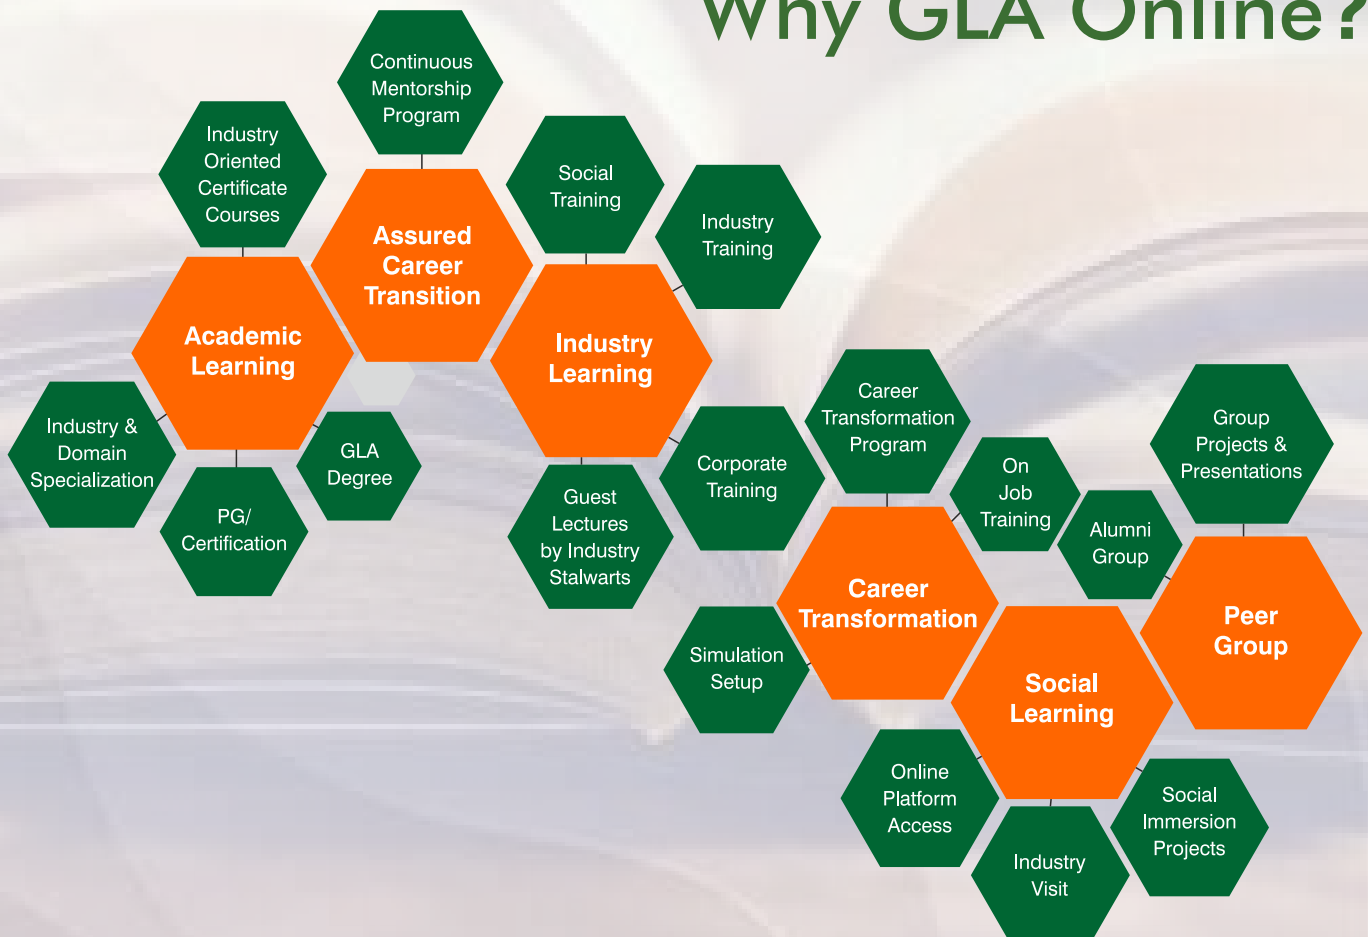 Why GLA Online?
Continuous
Mentorship
Program
Industry
Oriented
Certificate
Courses
Social
Training
Industry
Training
Assured
Career
Transition
Academic
Learning
Industry
Learning
Industry &
Domain
Specialization
GLA
Degree
PG/
Certification
Guest
Lectures
by Industry
Stalwarts
Corporate
Training
Career
Transformation
Program
On
Job
Training
Alumni
Group
Group
Projects &
Presentations
Career
Transformation
Peer
Group
Simulation
Setup
Social
Learning
Online
Platform
Access
Industry
Visit
Social
Immersion
Projects